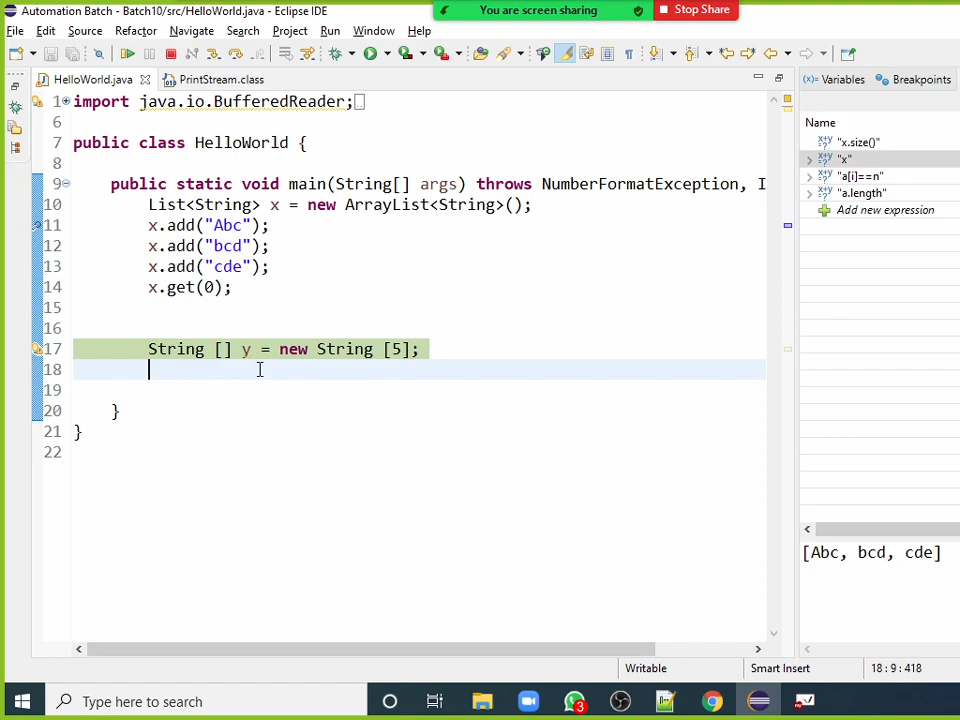 Automation Batch - Batch10/src/HelloWorld.java - Eclipse IDE
You are screen sharing
Stop Share
File Edit Source Refactor Navigate Search Project Run Window Help
HelloWorld.java
PrintStream.class
(x)= Variables
Breakpoints
1 import java.io.BufferedReader;
6
7 public class HelloWorld {
8
9 public static void main(String[] args) throws NumberFormatException, I
10 List<String> x = new ArrayList<String>();
11 x.add("Abc");
12 x.add("bcd");
13 x.add("cde");
14 x.get(0);
15
16
17 String [] y = new String [5];
18
19
20 }
21 }
22
Name
"x.size()"
"x"
"a[i]==n"
"a.length"
Add new expression
[Abc, bcd, cde]
Writable
Smart Insert
18 : 9 : 418
Type here to search
3